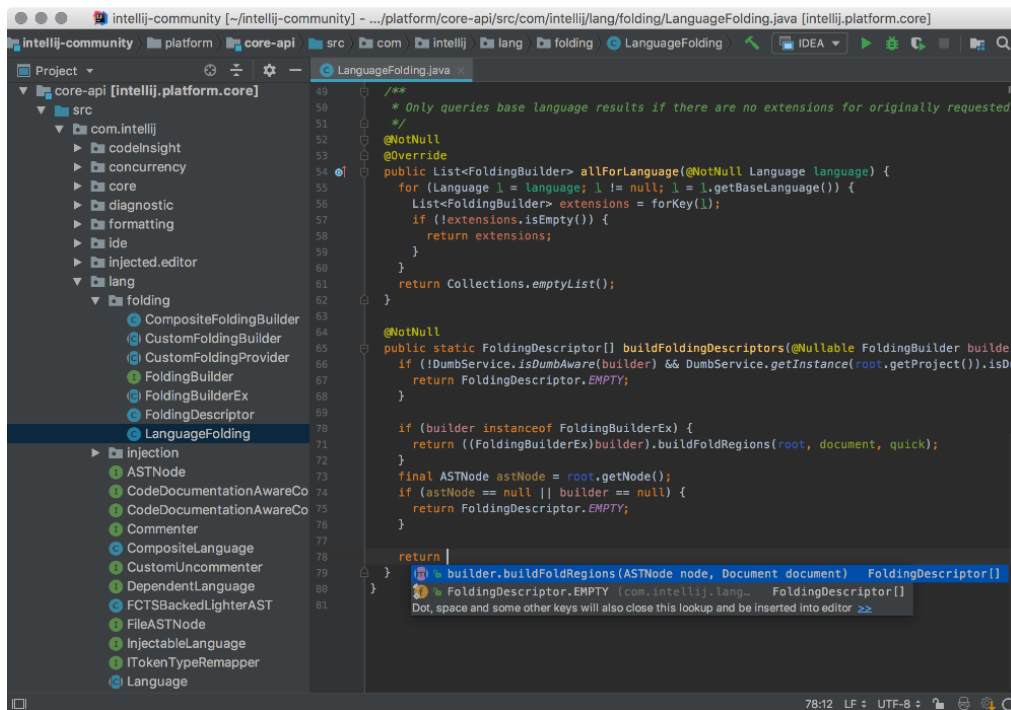 intellij-community [~/intellij-community] - .../platform/core-api/src/com/intellij/lang/folding/LanguageFolding.java [intellij.platform.core]
intellij-community platform core-api src com intellij lang folding LanguageFolding IDEA
Project
LanguageFolding.java
core-api [intellij.platform.core]
src
com.intellij
codeInsight
concurrency
core
diagnostic
formatting
ide
injected.editor
lang
folding
CompositeFoldingBuilder
CustomFoldingBuilder
CustomFoldingProvider
FoldingBuilder
FoldingBuilderEx
FoldingDescriptor
LanguageFolding
injection
ASTNode
CodeDocumentationAwareCo
CodeDocumentationAwareCo
Commenter
CompositeLanguage
CustomUncommenter
DependentLanguage
FCTSBackedLighterAST
FileASTNode
InjectableLanguage
ITokenTypeRemapper
Language
49 /**
50 * Only queries base language results if there are no extensions for originally requested
51 */
52 @NotNull
53 @Override
54 public List<FoldingBuilder> allForLanguage(@NotNull Language language) {
55 for (Language l = language; l != null; l = l.getBaseLanguage()) {
56 List<FoldingBuilder> extensions = forKey(l);
57 if (!extensions.isEmpty()) {
58 return extensions;
59 }
60 }
61 return Collections.emptyList();
62 }
63
64 @NotNull
65 public static FoldingDescriptor[] buildFoldingDescriptors(@Nullable FoldingBuilder builde
66 if (!DumbService.isDumbAware(builder) && DumbService.getInstance(root.getProject()).isDu
67 return FoldingDescriptor.EMPTY;
68 }
69
70 if (builder instanceof FoldingBuilderEx) {
71 return ((FoldingBuilderEx)builder).buildFoldRegions(root, document, quick);
72 }
73 final ASTNode astNode = root.getNode();
74 if (astNode == null || builder == null) {
75 return FoldingDescriptor.EMPTY;
76 }
77
78 return
79 }
80 }
81
builder.buildFoldRegions(ASTNode node, Document document) FoldingDescriptor[]
FoldingDescriptor.EMPTY (com.intellij.lang... FoldingDescriptor[]
Dot, space and some other keys will also close this lookup and be inserted into editor >>
78:12 LF UTF-8